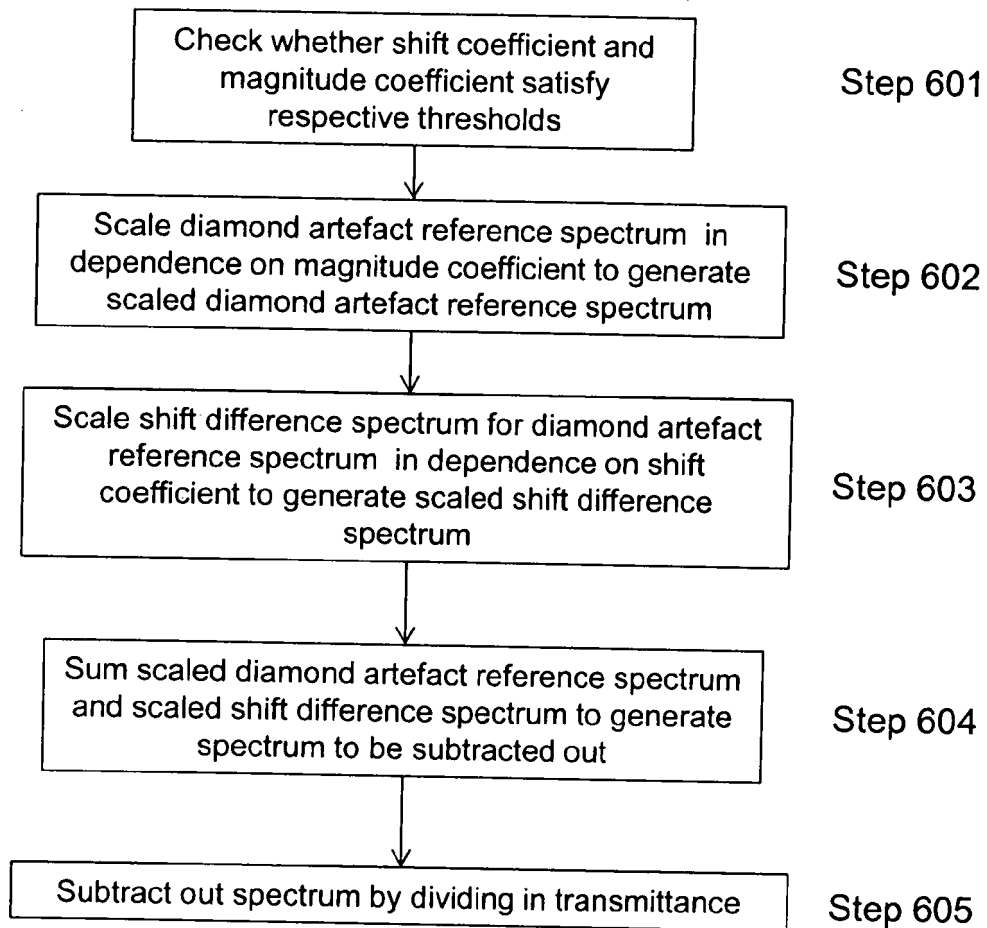 Check whether shift coefficient and
magnitude coefficient satisfy
respective thresholds
Step 601
Scale diamond artefact reference spectrum in
dependence on magnitude coefficient to generate
scaled diamond artefact reference spectrum
Step 602
Scale shift difference spectrum for diamond artefact
reference spectrum in dependence on shift
coefficient to generate scaled shift difference
spectrum
Step 603
Sum scaled diamond artefact reference spectrum
and scaled shift difference spectrum to generate
spectrum to be subtracted out
Step 604
Subtract out spectrum by dividing in transmittance
Step 605